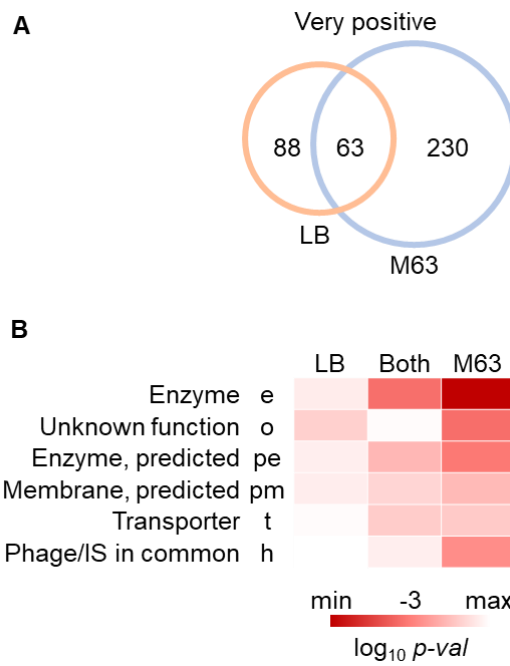 A
Very positive
88 63 230
LB
M63
B
LB Both M63
Enzyme e
Unknown function o
Enzyme, predicted pe
Membrane, predicted pm
Transporter t
Phage/IS in common h
min -3 max
log₁₀ p-val